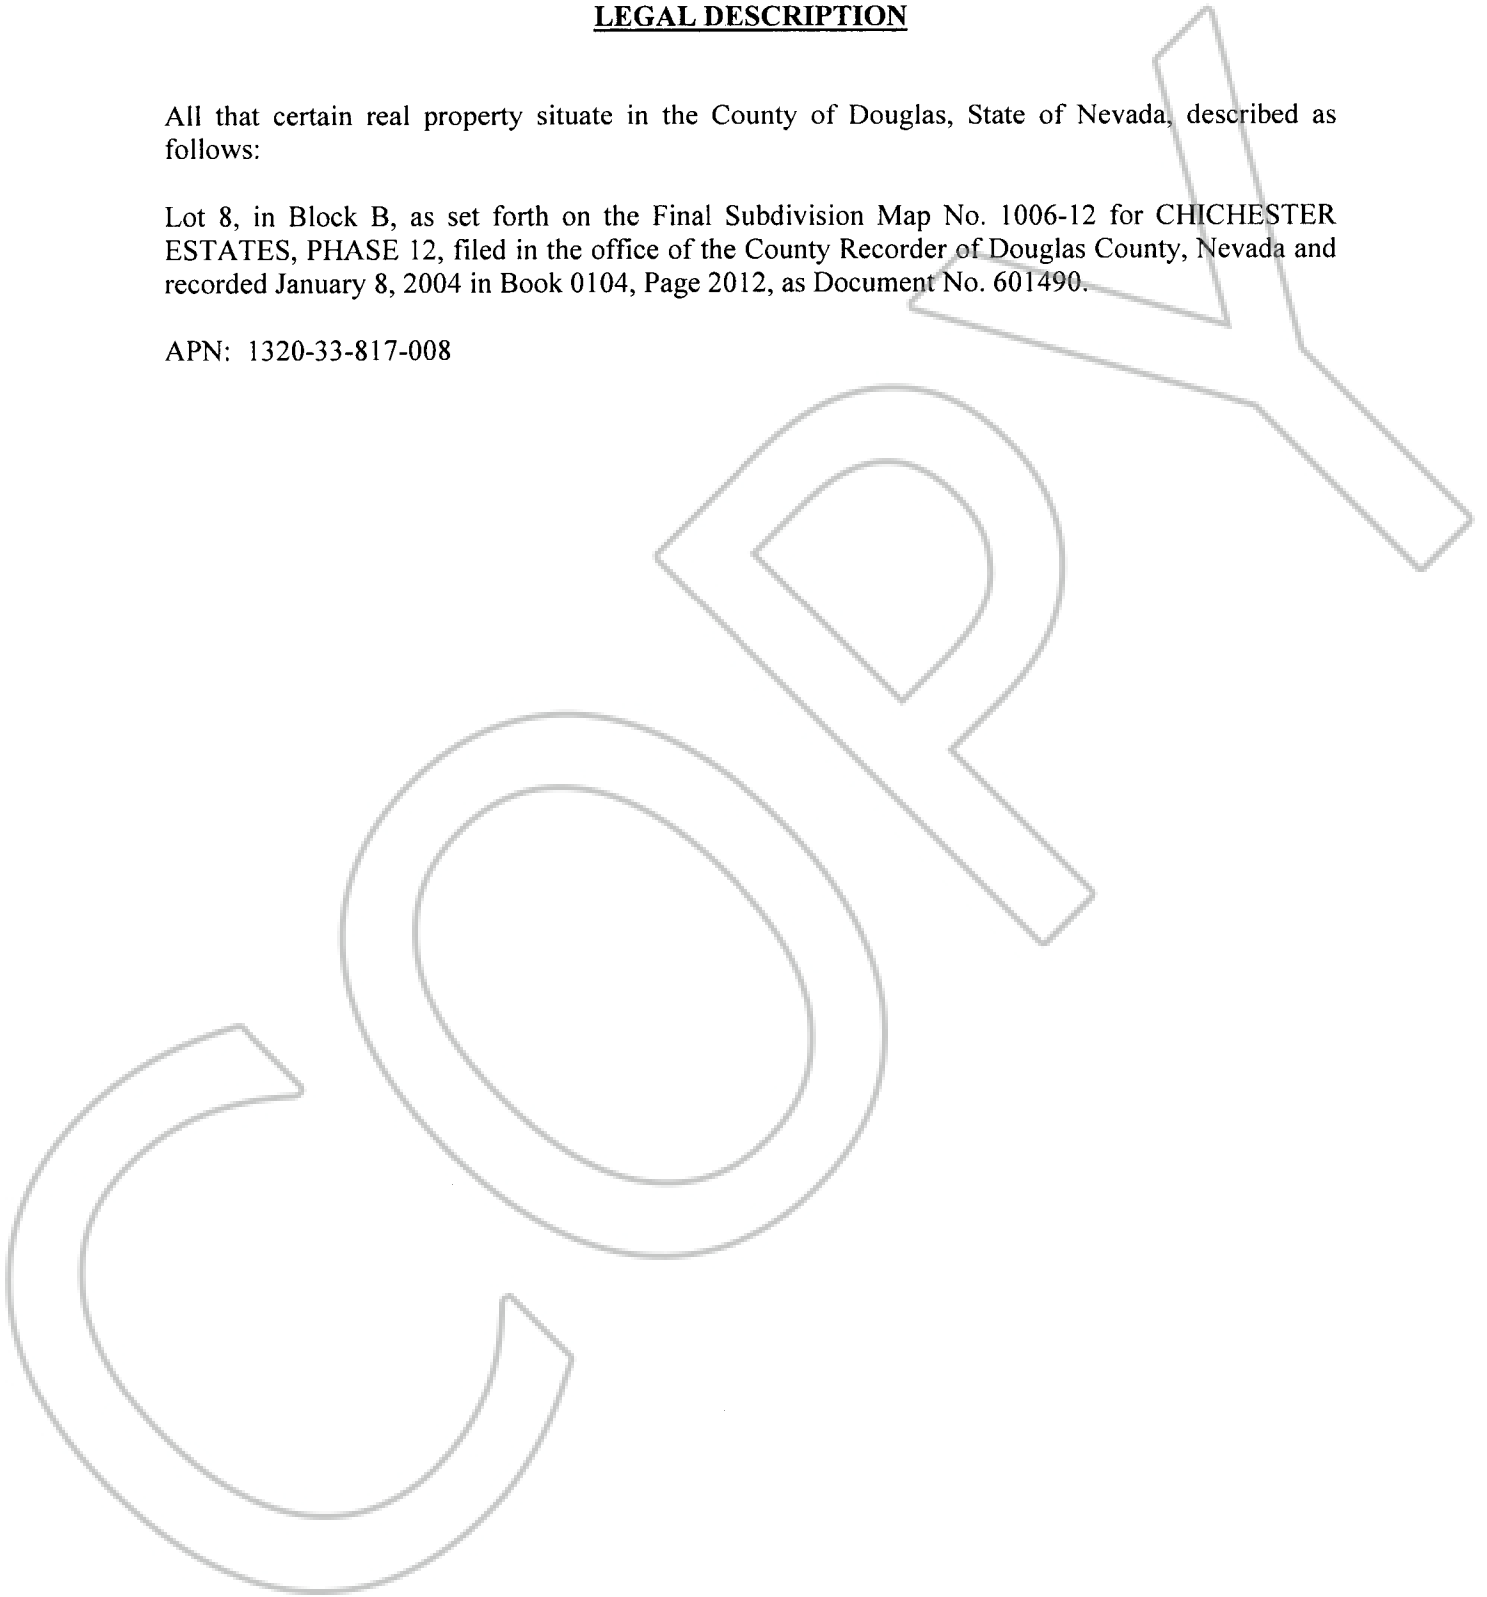 LEGAL DESCRIPTION
All that certain real property situate in the County of Douglas, State of Nevada, described as
follows:
Lot 8, in Block B, as set forth on the Final Subdivision Map No. 1006-12 for CHICHESTER
ESTATES, PHASE 12, filed in the office of the County Recorder of Douglas County, Nevada and
recorded January 8, 2004 in Book 0104, Page 2012, as Document No. 601490.
APN: 1320-33-817-008
COPY